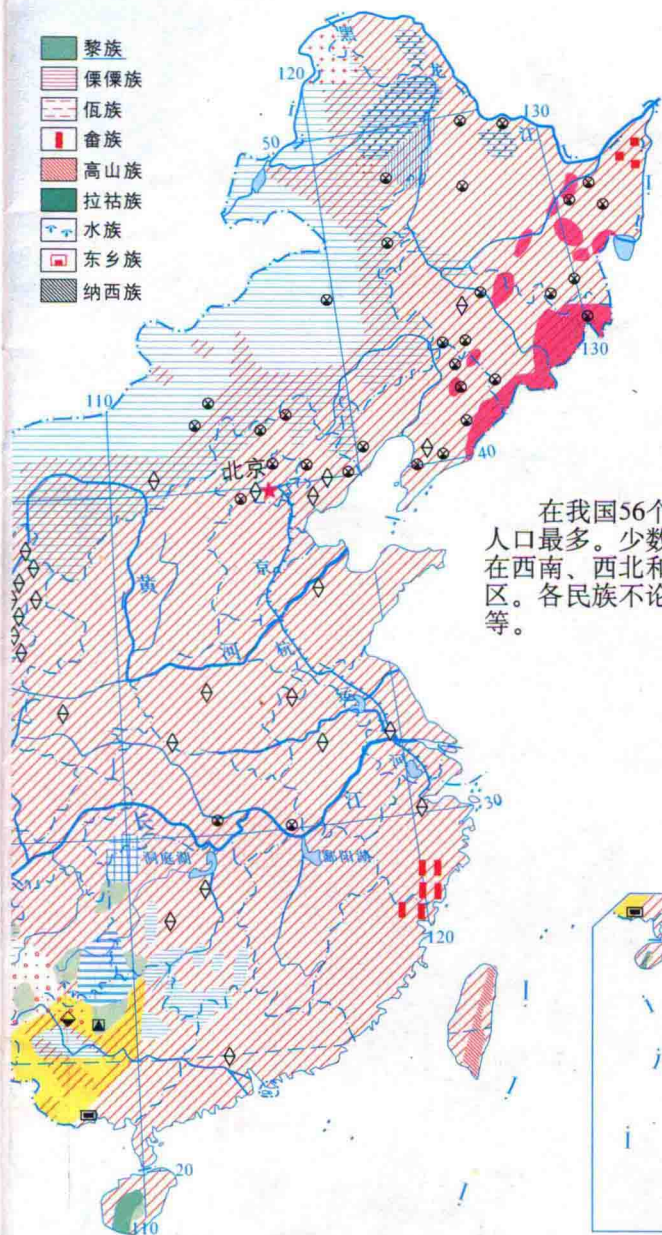 黎族
傈僳族
佤族
畲族
高山族
拉祜族
水族
东乡族
纳西族
黑
龙
江
120
130
50
130
110
40
北京
在我国56个
人口最多。少数
在西南、西北和
区。各民族不论
等。
京
黄
河
杭
运
河
长
江
30
洞庭湖
鄱阳湖
120
20
110